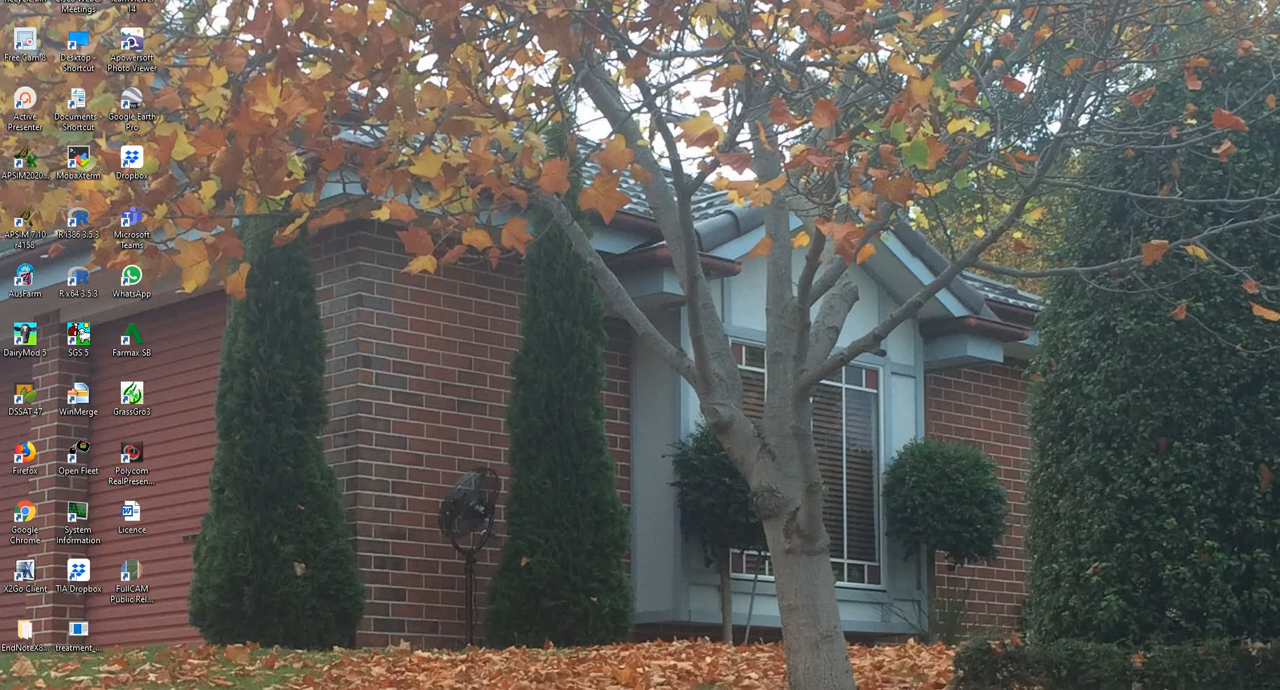 Meetings
14
Free Cam 8
Desktop -
Shortcut
Apowersoft
Photo Viewer
Active
Presenter
Documents
- Shortcut
Google Earth
Pro
APSIM2020...
MobaXterm
Dropbox
APSIM 7.10
r4158
R i386 3.5.3
Microsoft
Teams
AusFarm
R x64 3.5.3
WhatsApp
DairyMod 5
SGS 5
Farmax SB
DSSAT 47
WinMerge
GrassGro3
Firefox
Open Fleet
Polycom
RealPresen...
Google
Chrome
System
Information
Licence
X2Go Client
TIA Dropbox
FullCAM
Public Rel...
EndNoteX8...
treatment_...